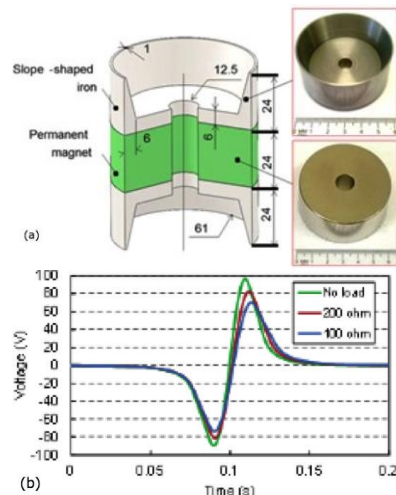 1
Slope -shaped
iron
12.5
24
Permanent
magnet
6
6
24
24
61
(a)
100
80
60
40
20
0
-20
-40
-60
-80
-100
Voltage (V)
No load
200 ohm
100 ohm
0
0.05
0.1
0.15
0.2
Time (s)
(b)